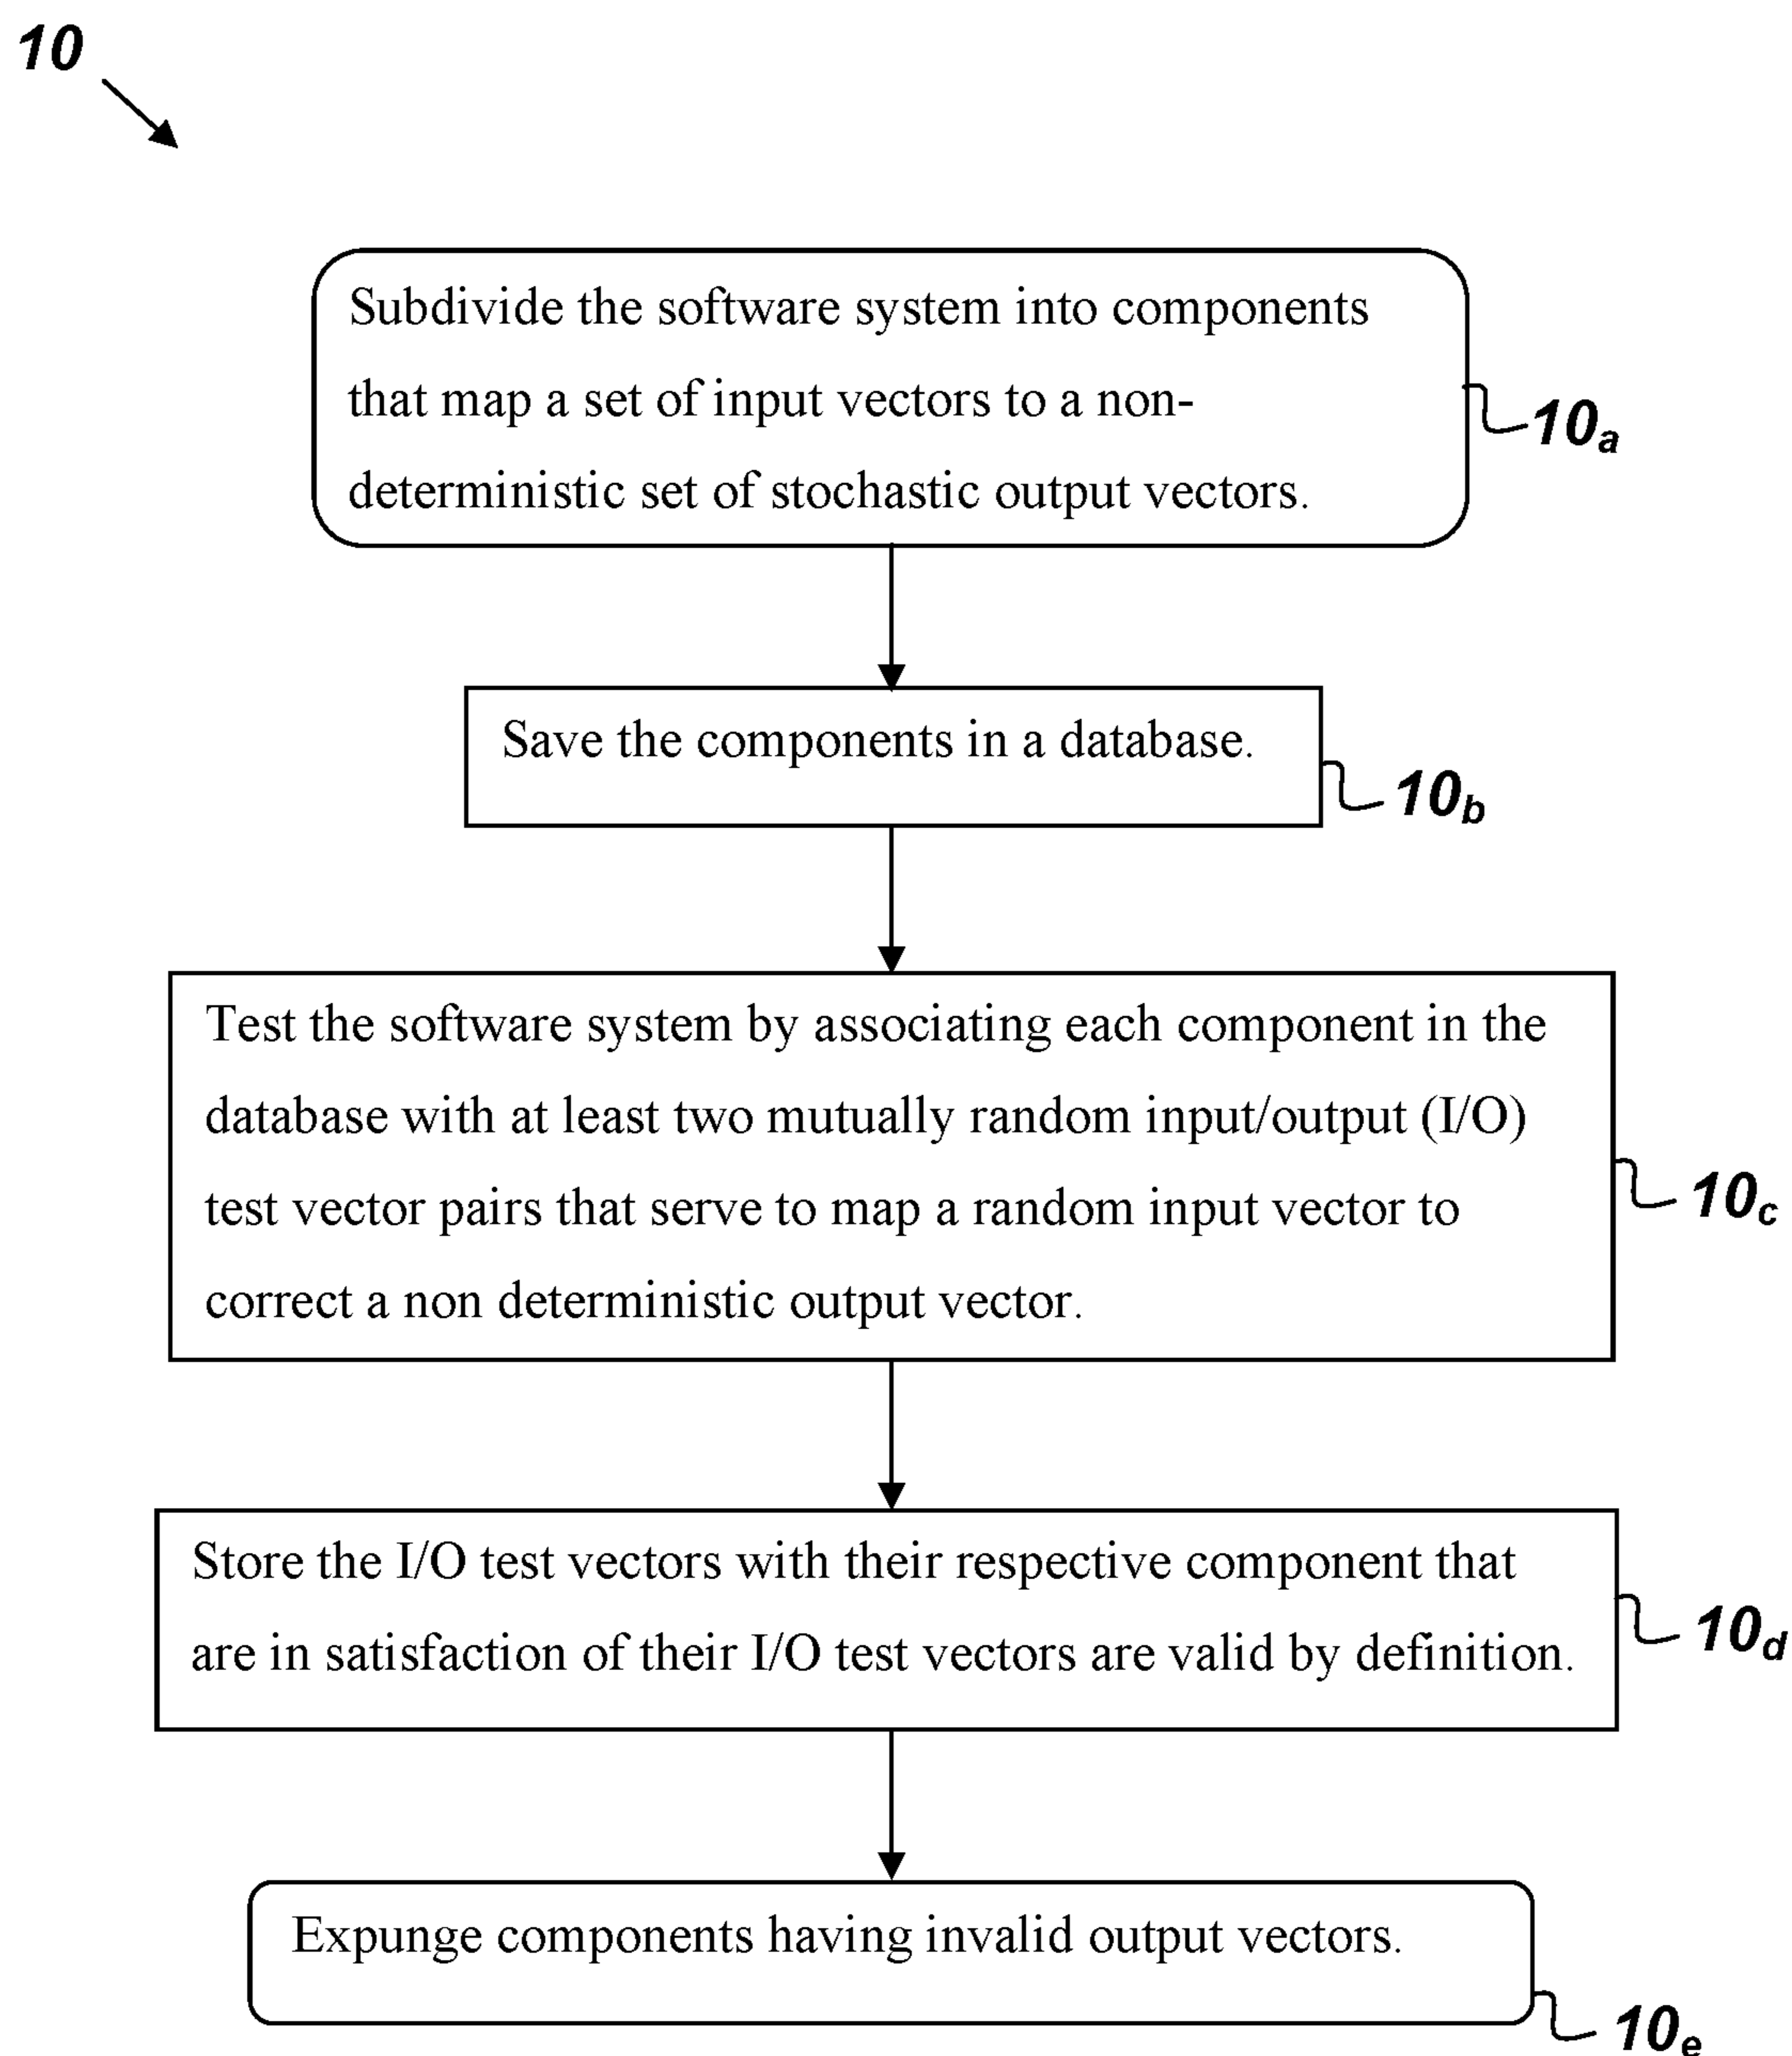 10
Subdivide the software system into components
that map a set of input vectors to a non-
deterministic set of stochastic output vectors.
10a
Save the components in a database.
10b
Test the software system by associating each component in the
database with at least two mutually random input/output (I/O)
test vector pairs that serve to map a random input vector to
correct a non deterministic output vector.
10c
Store the I/O test vectors with their respective component that
are in satisfaction of their I/O test vectors are valid by definition.
10d
Expunge components having invalid output vectors.
10e